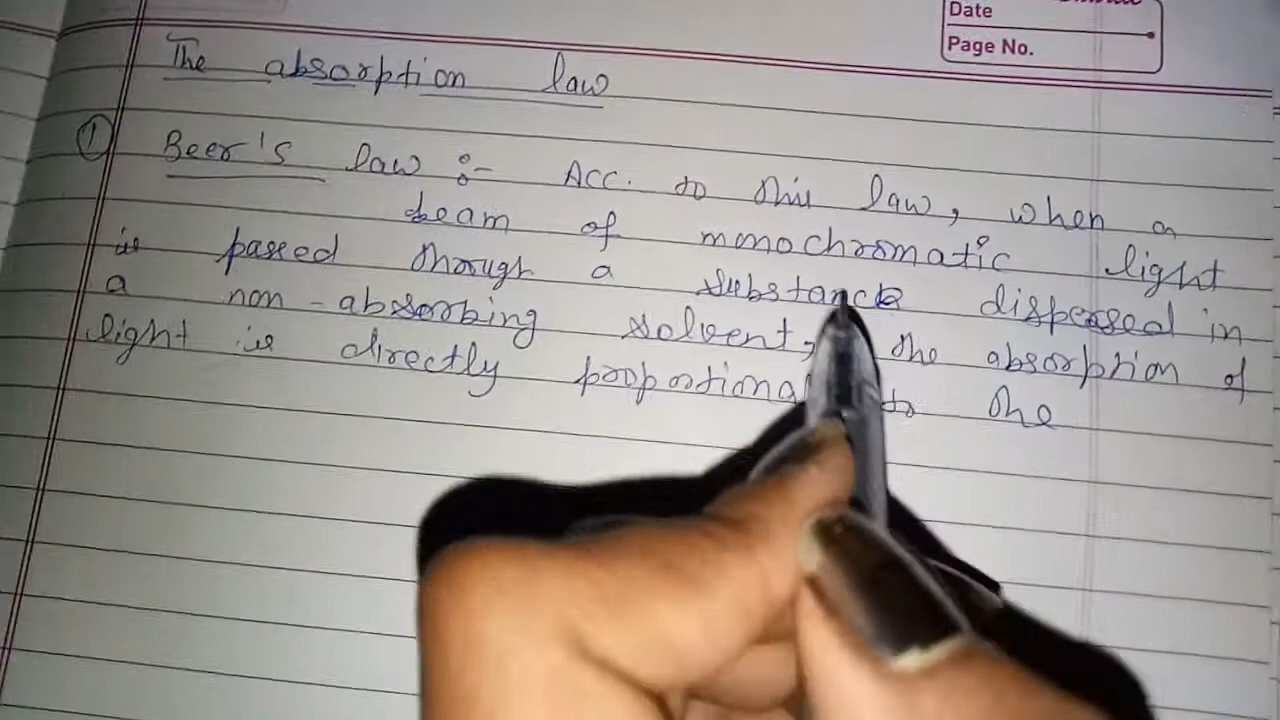 Date
Page No.
The absorption law
① Beer's law :- Acc. to this law, when a
beam of monochromatic light
is passed through a substance dispersed in
a non-absorbing solvent, the absorption of
light is directly proportional to the